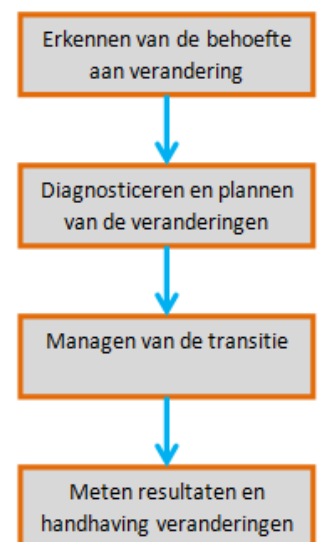 Erkennen van de behoefte
aan verandering
Diagnosticeren en plannen
van de veranderingen
Managen van de transitie
Meten resultaten en
handhaving veranderingen